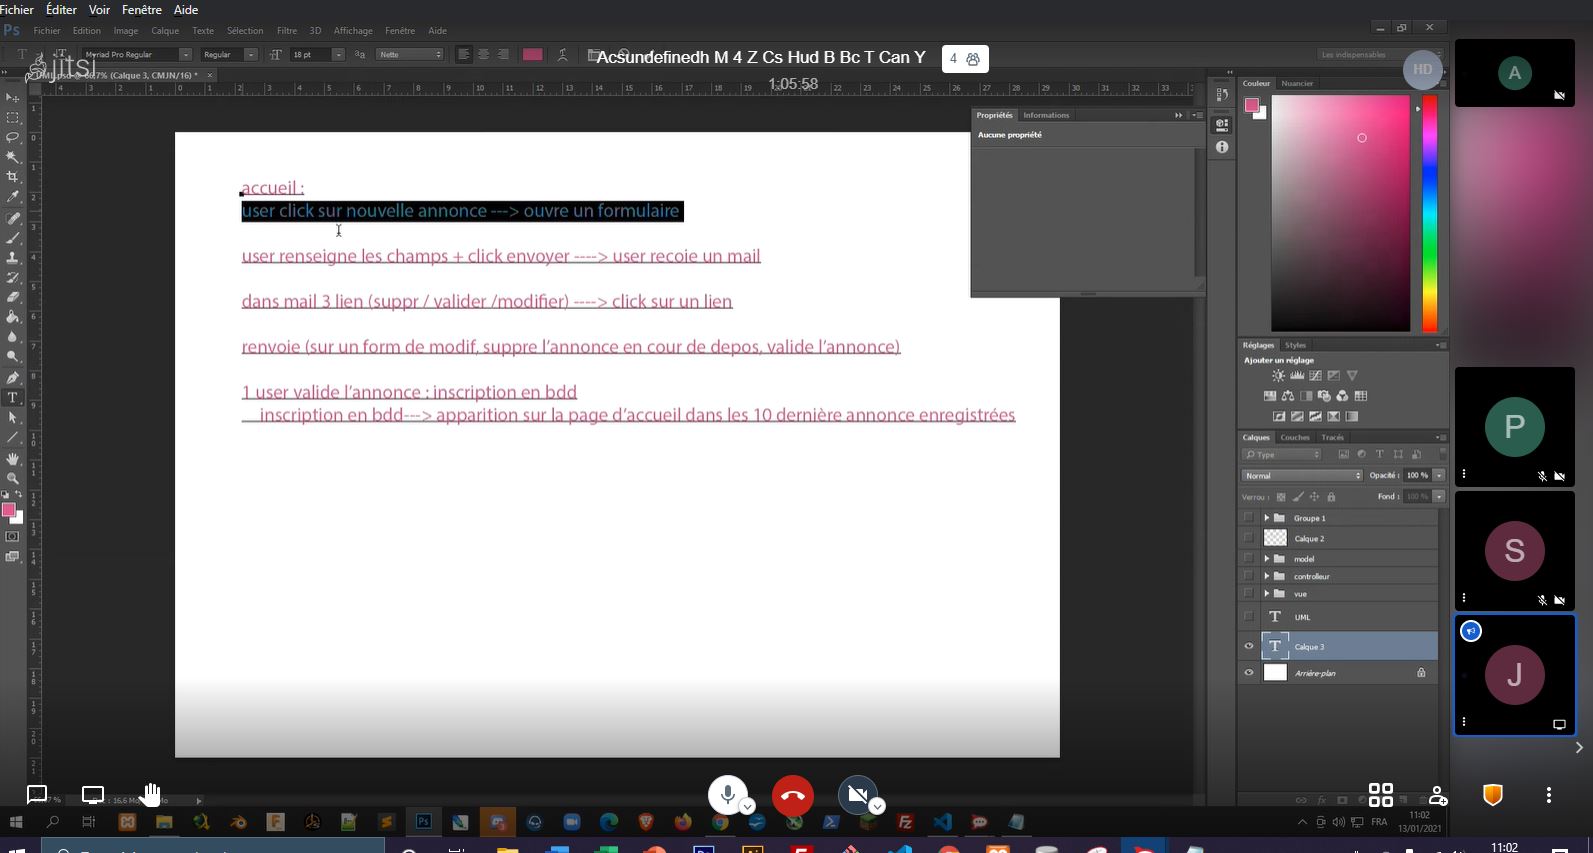 Fichier Éditer Voir Fenêtre Aide
Ps Fichier Edition Image Calque Texte Sélection Filtre 3D Affichage Fenêtre Aide
Myriad Pro Regular Regular 18 pt Nette Les indispensables
jitsi
Acsundefinedh M 4 Z Cs Hud B Bc T Can Y 4
1:05:58
HD
(Calque 3, CMJN/16) *
accueil :
user click sur nouvelle annonce ---> ouvre un formulaire
user renseigne les champs + click envoyer ----> user recoie un mail
dans mail 3 lien (suppr / valider /modifier) ----> click sur un lien
renvoie (sur un form de modif, suppre l'annonce en cour de depos, valide l'annonce)
1 user valide l'annonce : inscription en bdd
inscription en bdd---> apparition sur la page d'accueil dans les 10 dernière annonce enregistrées
Propriétés Informations
Aucune propriété
Couleur Nuancier
Réglages Styles
Ajouter un réglage
Calques Couches Tracés
Type
Normal Opacité : 100 %
Verrou : Fond : 100 %
Groupe 1
Calque 2
model
controlleur
vue
UML
Calque 3
Arrière-plan
A
P
S
J
FRA
11:02
13/01/2021
11:02